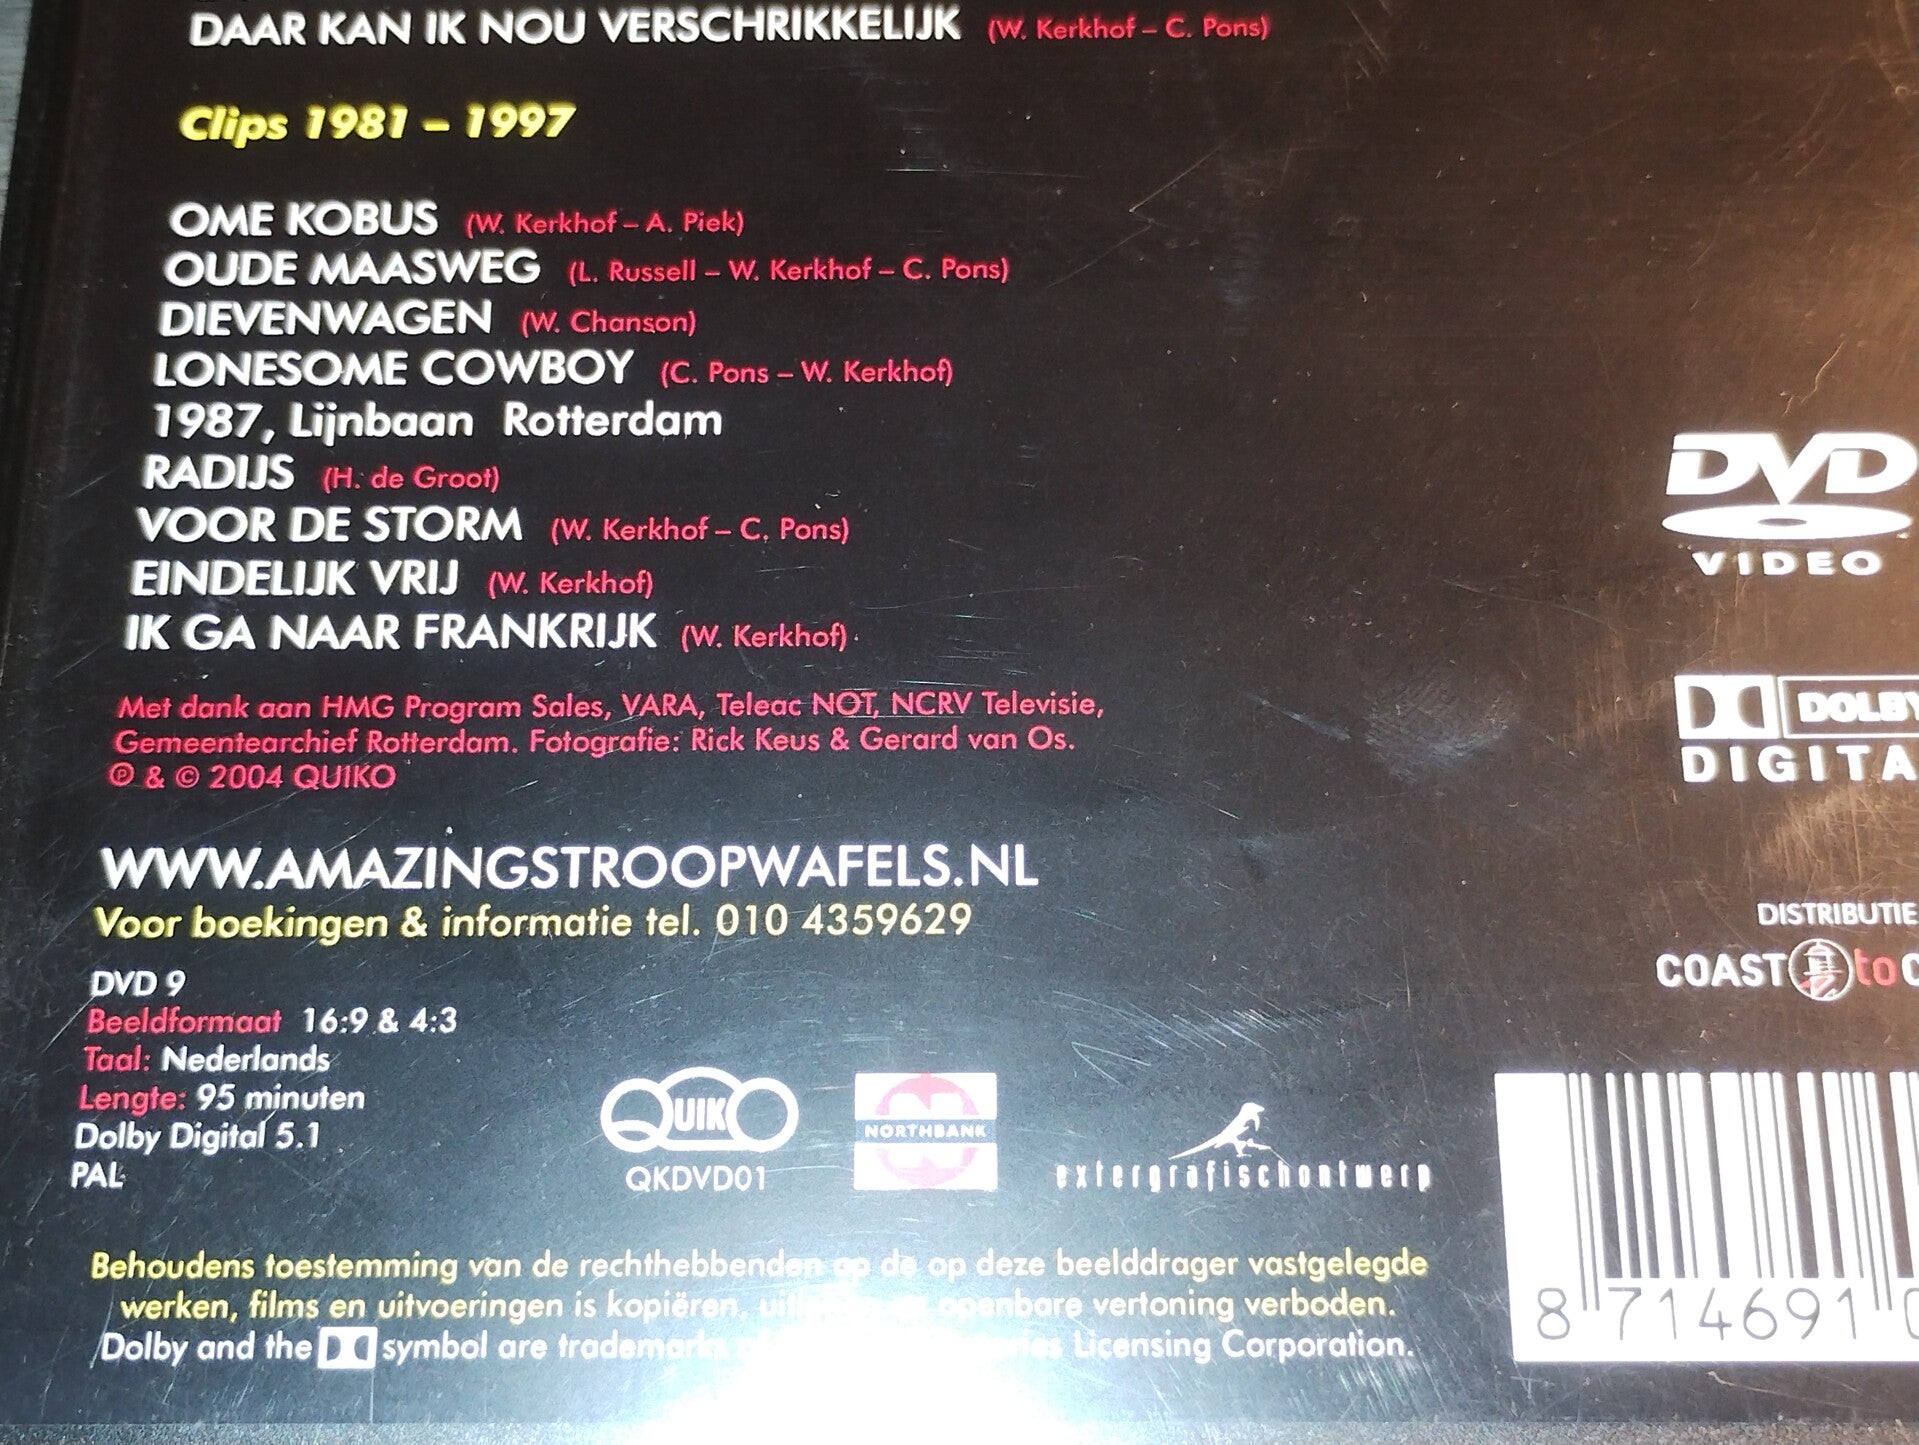 DAAR KAN IK NOU VERSCHRIKKELIJK (W. Kerkhof – C. Pons)
Clips 1981 – 1997
OME KOBUS (W. Kerkhof – A. Piek)
OUDE MAASWEG (L. Russell – W. Kerkhof – C. Pons)
DIEVENWAGEN (W. Chanson)
LONESOME COWBOY (C. Pons – W. Kerkhof)
1987, Lijnbaan Rotterdam
RADIJS (H. de Groot)
VOOR DE STORM (W. Kerkhof – C. Pons)
EINDELIJK VRIJ (W. Kerkhof)
IK GA NAAR FRANKRIJK (W. Kerkhof)
Met dank aan HMG Program Sales, VARA, Teleac NOT, NCRV Televisie,
Gemeentearchief Rotterdam. Fotografie: Rick Keus & Gerard van Os.
℗ & © 2004 QUIKO
WWW.AMAZINGSTROOPWAFELS.NL
Voor boekingen & informatie tel. 010 4359629
DVD 9
Beeldformaat 16:9 & 4:3
Taal: Nederlands
Lengte: 95 minuten
Dolby Digital 5.1
PAL
QUIKO
QKDVD01
NORTHBANK
extergrafischontwerp
DVD
VIDEO
DOLBY
DIGITA
DISTRIBUTIE
COAST to C
8 714691
Behoudens toestemming van de rechthebbenden op de op deze beelddrager vastgelegde
werken, films en uitvoeringen is kopiëren, openbare vertoning verboden.
Dolby and the symbol are trademarks Licensing Corporation.